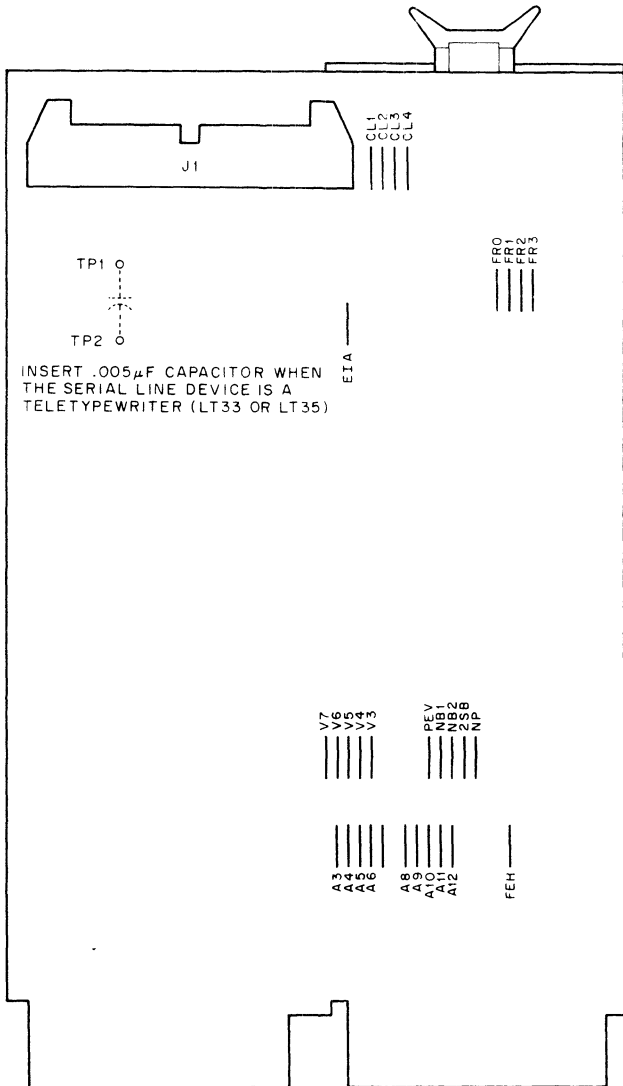 J1
CL1
CL2
CL3
CL4
FR0
FR1
FR2
FR3
TP1
TP2
EIA
INSERT .005µF CAPACITOR WHEN
THE SERIAL LINE DEVICE IS A
TELETYPEWRITER (LT33 OR LT35)
V7
V6
V5
V4
V3
PEV
NB1
NB2
2SB
NP
A3
A4
A5
A6
A8
A9
A10
A11
A12
FEH